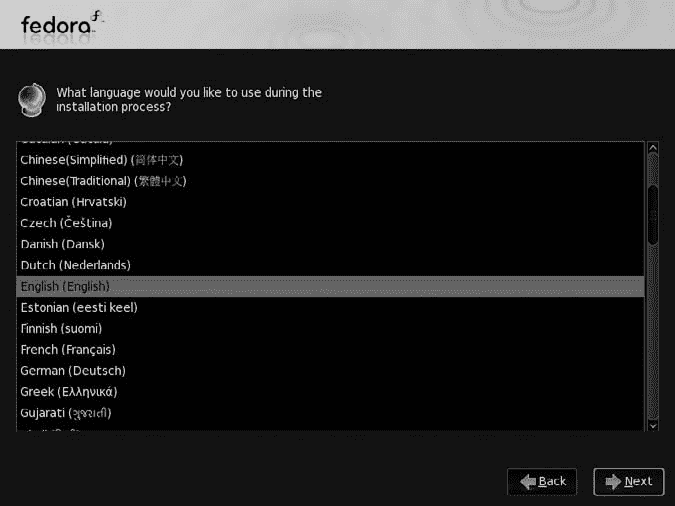 fedora
What language would you like to use during the
installation process?
Chinese(Simplified) (简体中文)
Chinese(Traditional) (繁體中文)
Croatian (Hrvatski)
Czech (Čeština)
Danish (Dansk)
Dutch (Nederlands)
English (English)
Estonian (eesti keel)
Finnish (suomi)
French (Français)
German (Deutsch)
Greek (Ελληνικά)
Gujarati (ગુજરાતી)
Back
Next